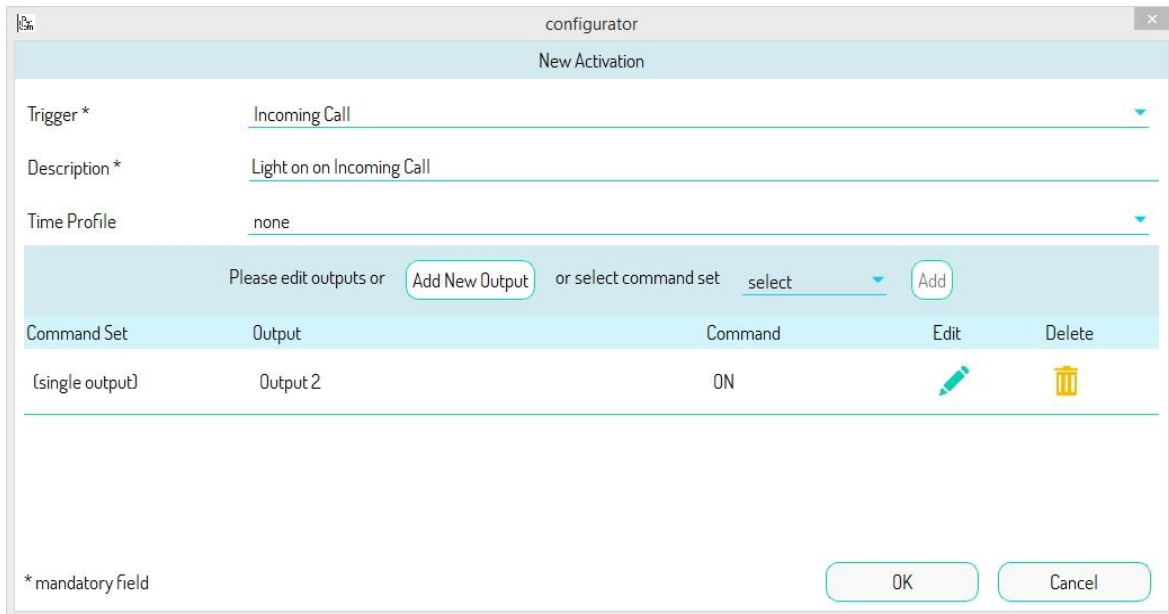 configurator
New Activation
Trigger * Incoming Call
Description * Light on on Incoming Call
Time Profile none
Please edit outputs or Add New Output or select command set select Add
Command Set Output Command Edit Delete
(single output) Output 2 ON
* mandatory field OK Cancel